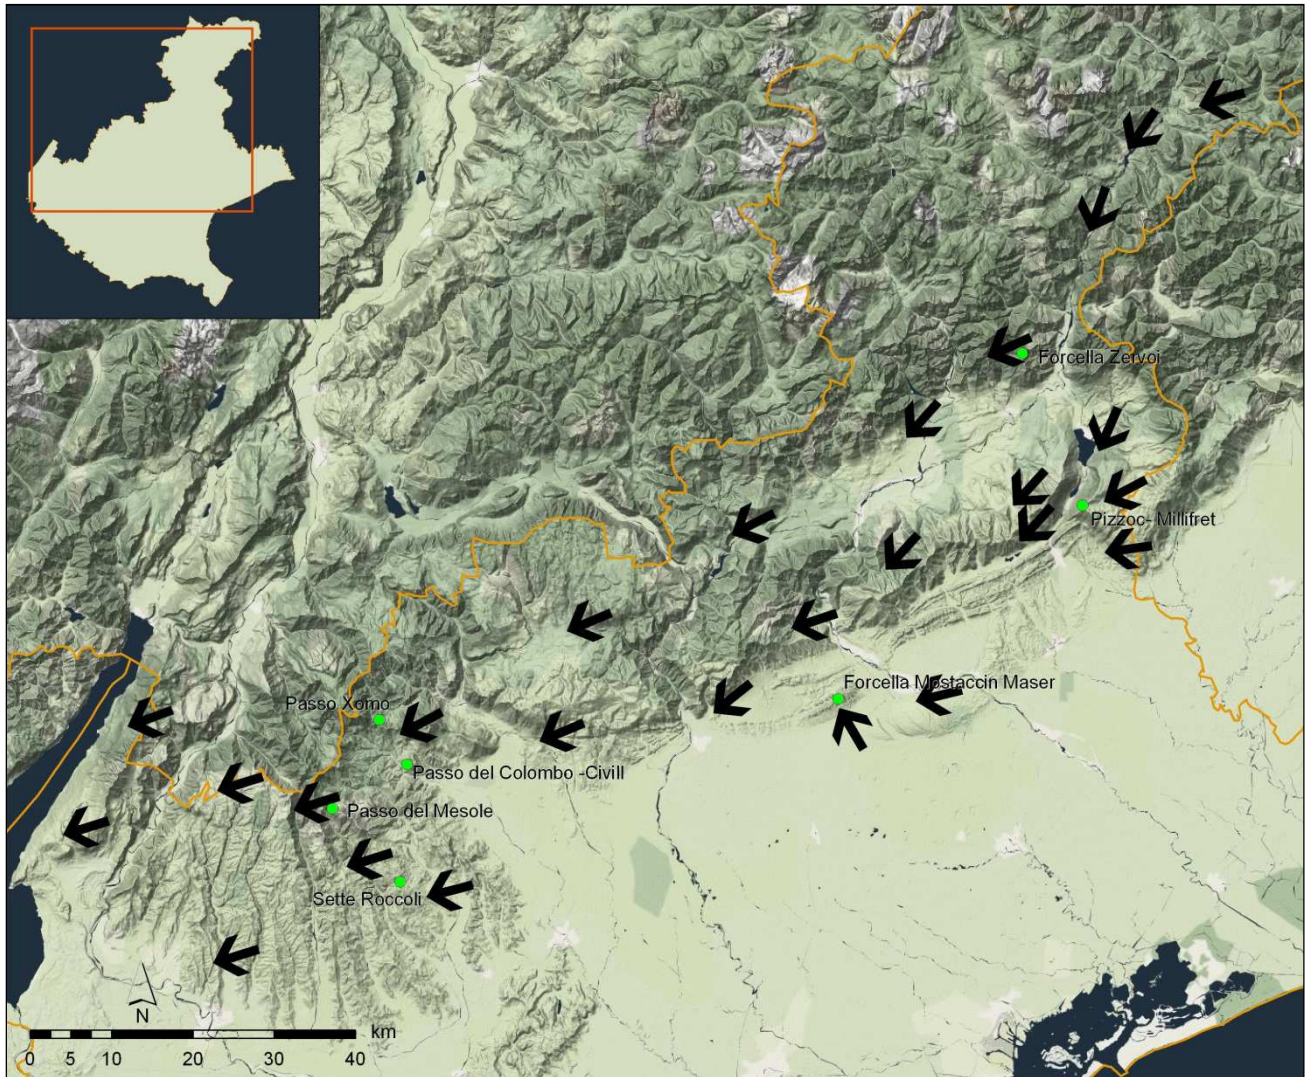 Forcella Zervoi
Pizzoc- Millifret
Forcella Mostaccin Maser
Passo Xomo
Passo del Colombo -Civill
Passo del Mesole
Sette Roccoli
N
km
0 5 10 20 30 40